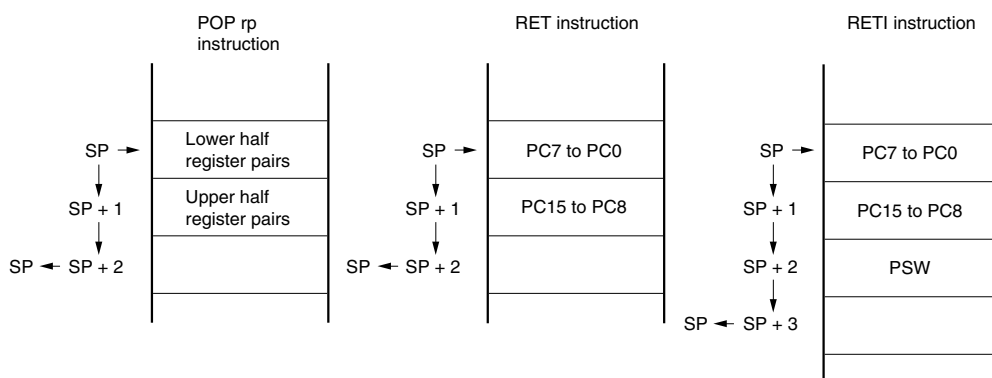 POP rp
instruction
SP
Lower half
register pairs
SP + 1
Upper half
register pairs
SP
SP + 2
RET instruction
SP
PC7 to PC0
SP + 1
PC15 to PC8
SP
SP + 2
RETI instruction
SP
PC7 to PC0
SP + 1
PC15 to PC8
SP + 2
PSW
SP
SP + 3